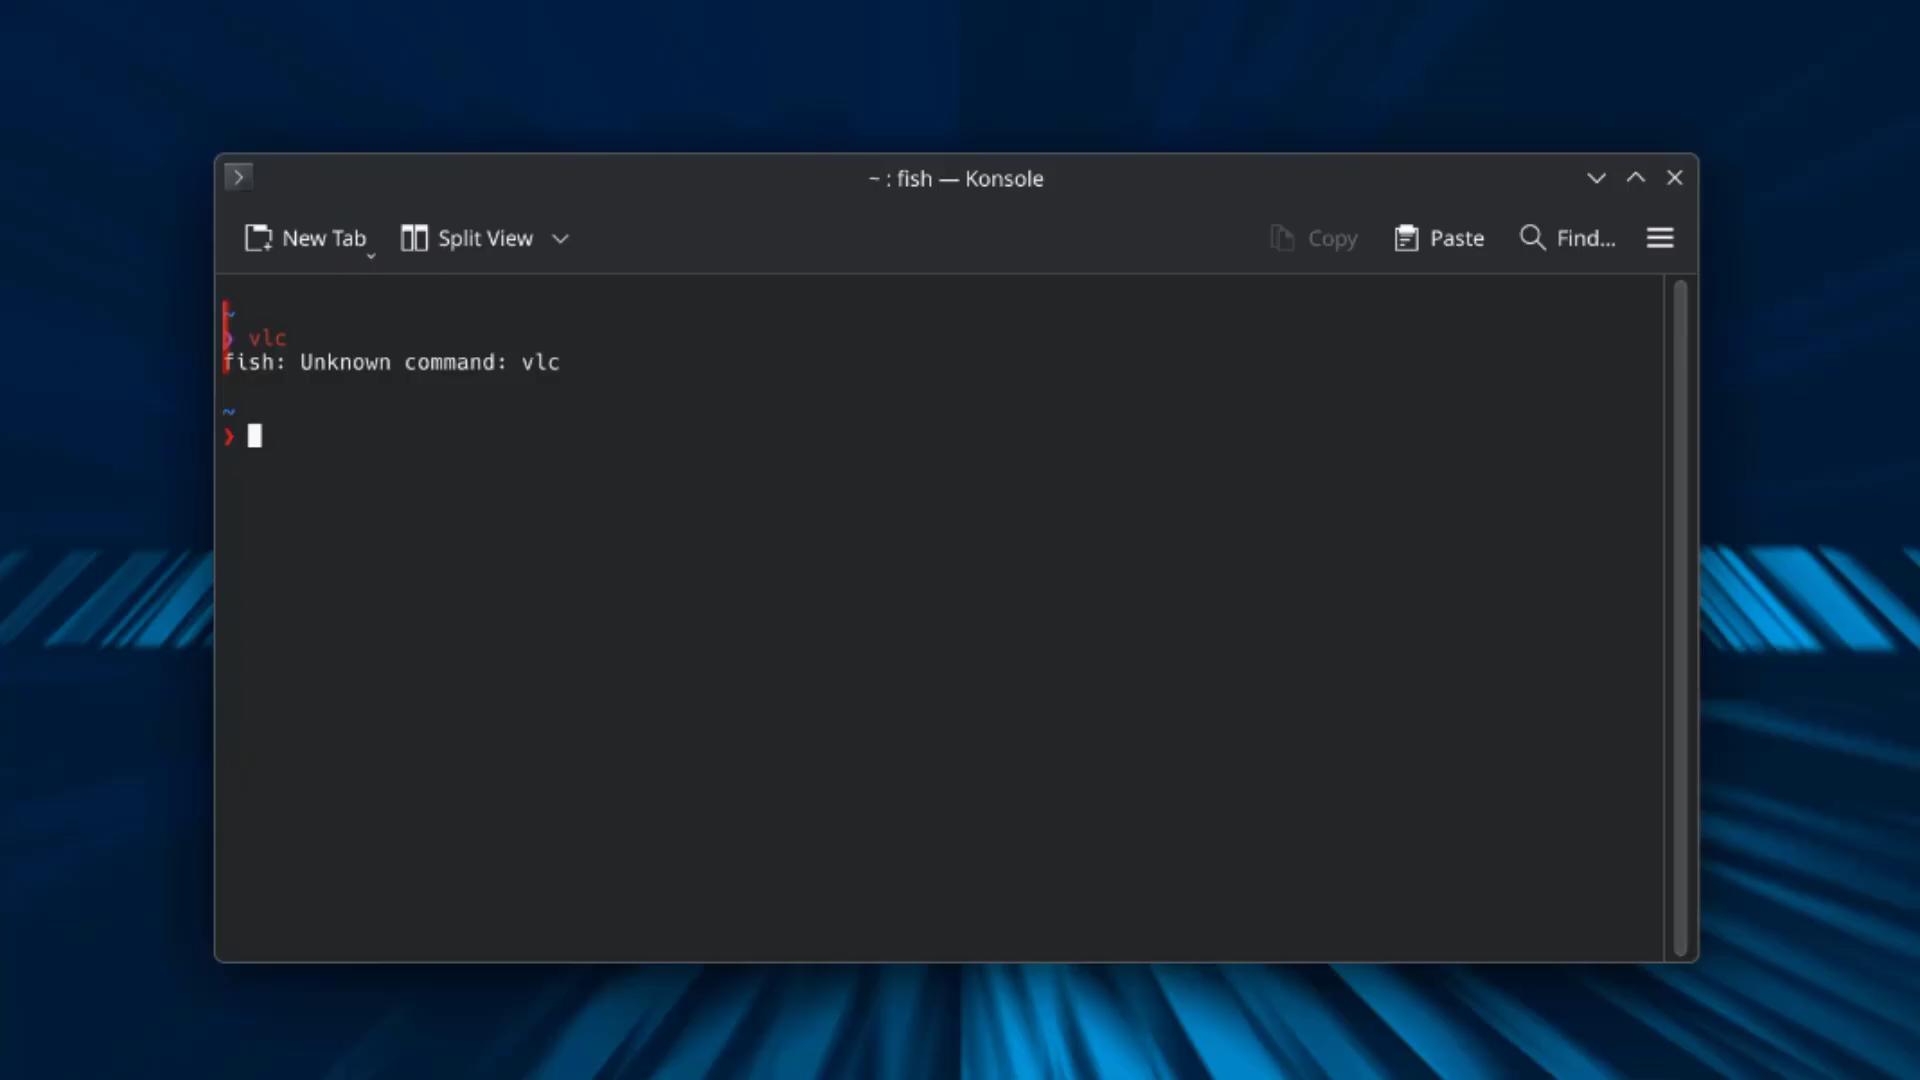 ~ : fish — Konsole
New Tab Split View Copy Paste Find...
~
❯ vlc
fish: Unknown command: vlc
~
❯